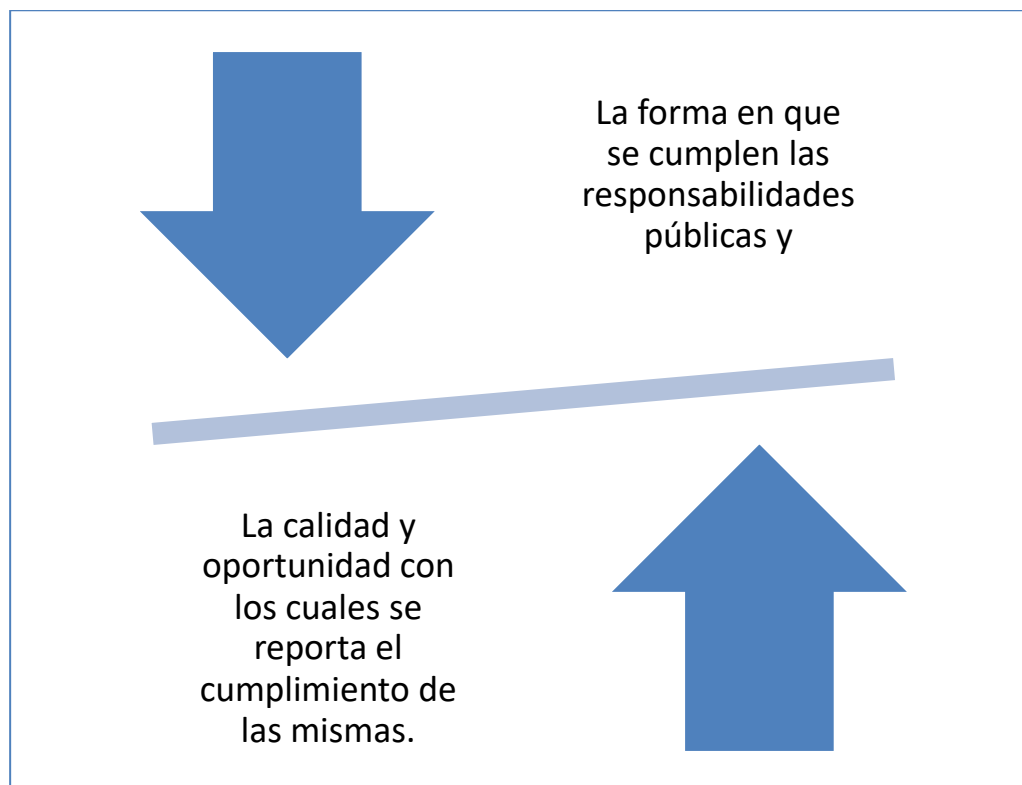 La forma en que
se cumplen las
responsabilidades
públicas y
La calidad y
oportunidad con
los cuales se
reporta el
cumplimiento de
las mismas.